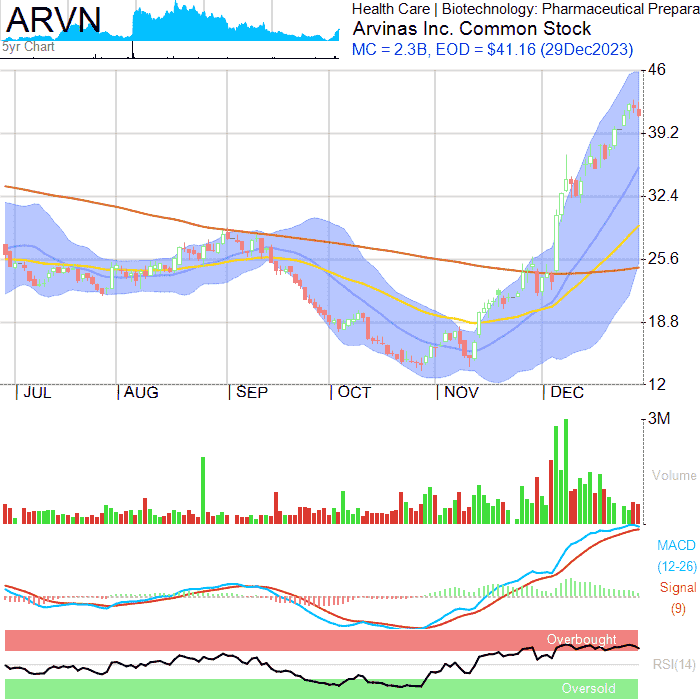 ARVN
Health Care | Biotechnology: Pharmaceutical Prepara
Arvinas Inc. Common Stock
MC = 2.3B, EOD = $41.16 (29Dec2023)
5yr Chart
46
39.2
32.4
25.6
18.8
12
JUL AUG SEP OCT NOV DEC
3M
Volume
MACD
(12-26)
Signal
(9)
Overbought
RSI(14)
Oversold